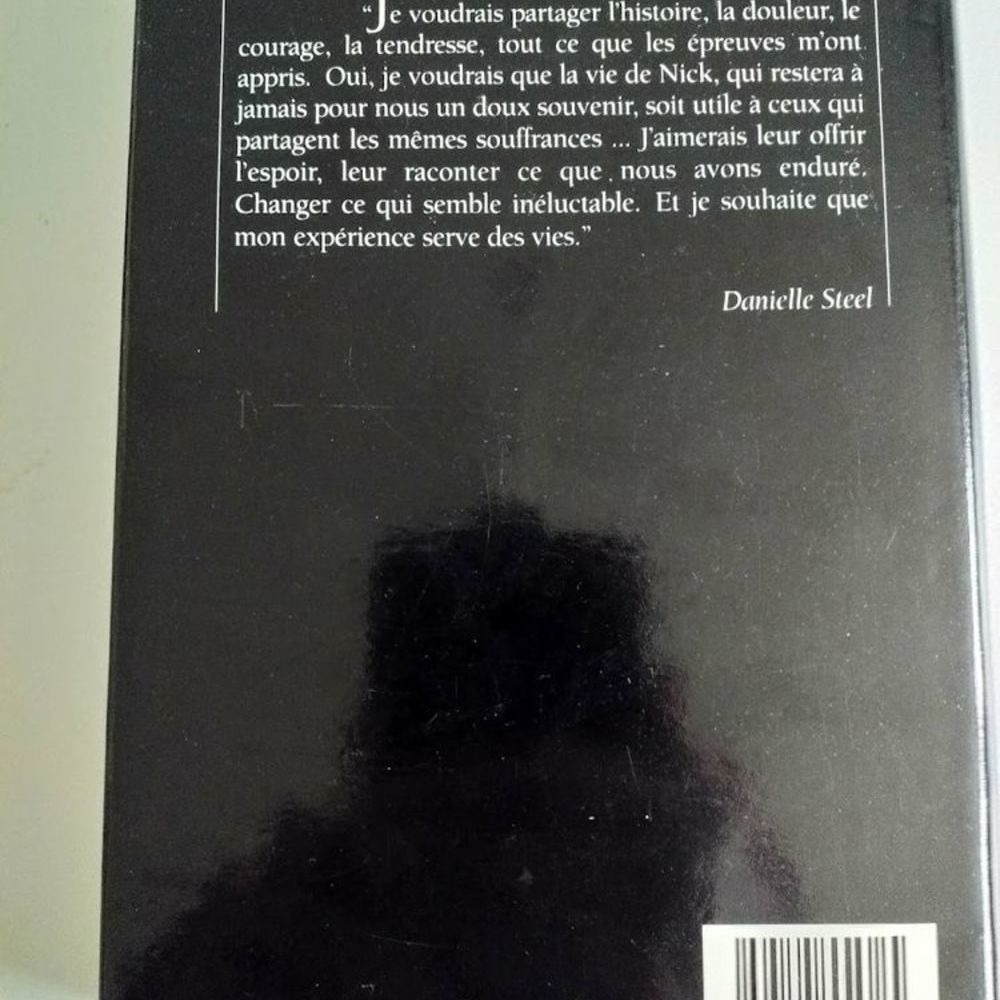 “Je voudrais partager l'histoire, la douleur, le
courage, la tendresse, tout ce que les épreuves m'ont
appris. Oui, je voudrais que la vie de Nick, qui restera à
jamais pour nous un doux souvenir, soit utile à ceux qui
partagent les mêmes souffrances ... J'aimerais leur offrir
l'espoir, leur raconter ce que nous avons enduré.
Changer ce qui semble inéluctable. Et je souhaite que
mon expérience serve des vies.”
Danielle Steel